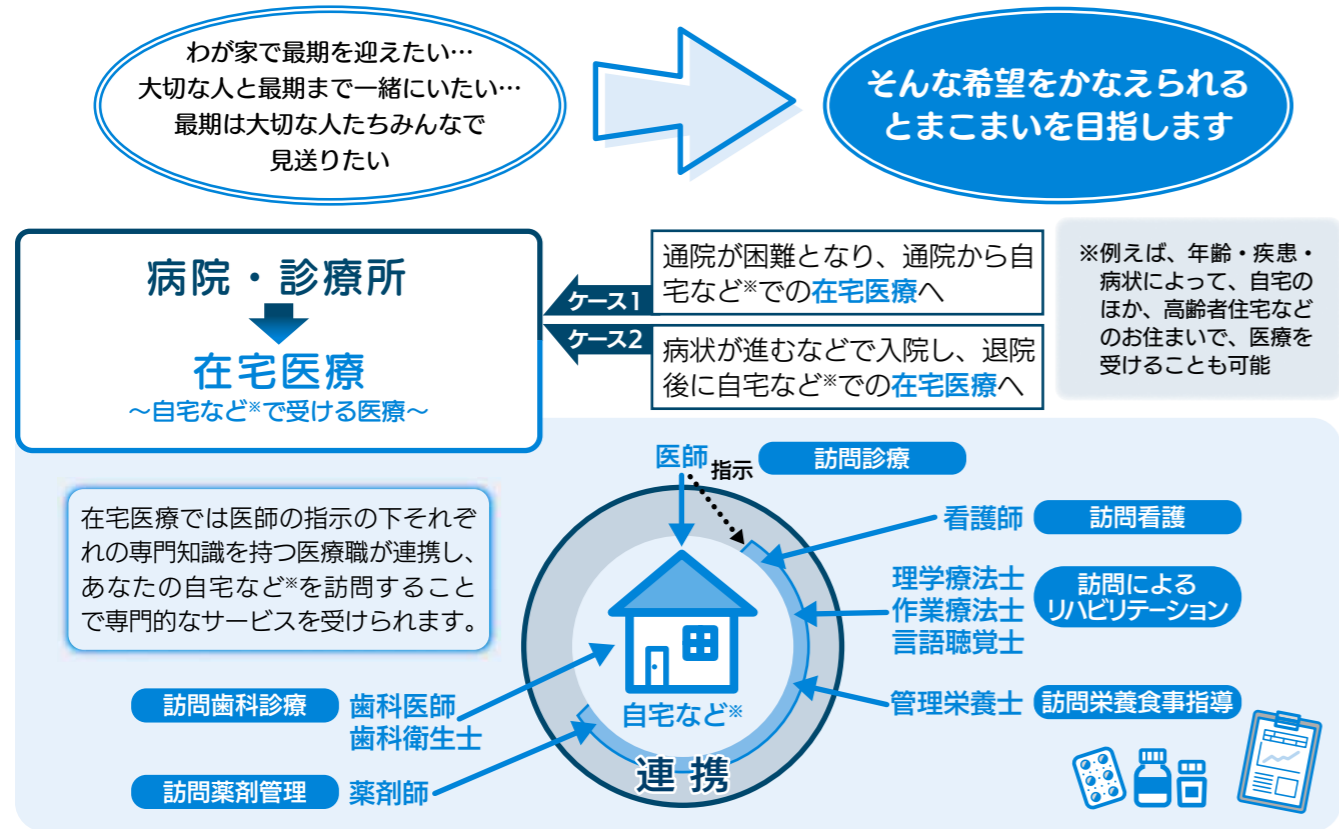 わが家で最期を迎えたい…
大切な人と最期まで一緒にいたい…
最期は大切な人たちみんなで
見送りたい
そんな希望をかなえられる
とまこまいを目指します
病院・診療所
在宅医療
～自宅など※で受ける医療～
ケース1
通院が困難となり、通院から自
宅など※での在宅医療へ
ケース2
病状が進むなどで入院し、退院
後に自宅など※での在宅医療へ
※例えば、年齢・疾患・
病状によって、自宅の
ほか、高齢者住宅など
のお住まいで、医療を
受けることも可能
在宅医療では医師の指示の下それぞ
れの専門知識を持つ医療職が連携し、
あなたの自宅など※を訪問すること
で専門的なサービスを受けられます。
医師
指示
訪問診療
看護師
訪問看護
理学療法士
作業療法士
言語聴覚士
訪問による
リハビリテーション
管理栄養士
訪問栄養食事指導
自宅など※
連携
訪問歯科診療
歯科医師
歯科衛生士
訪問薬剤管理
薬剤師